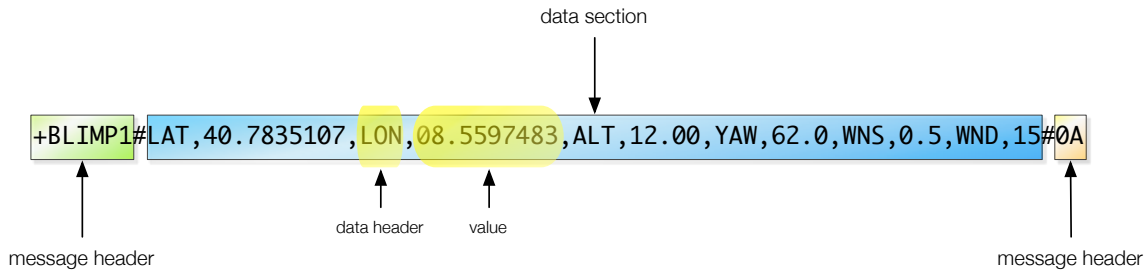 data section
+BLIMP1#LAT,40.7835107,LON,08.5597483,ALT,12.00,YAW,62.0,WNS,0.5,WND,15#0A
data header value
message header message header